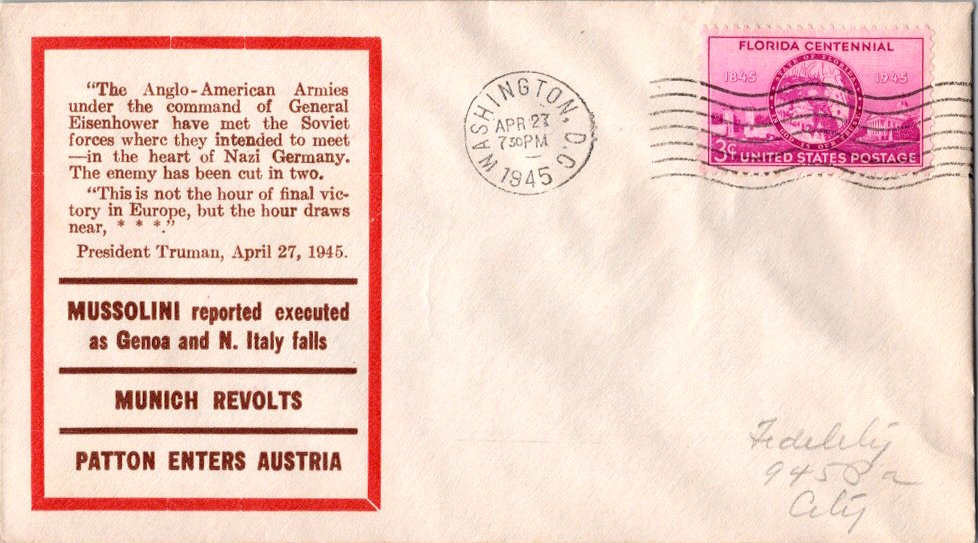 "The Anglo-American Armies
under the command of General
Eisenhower have met the Soviet
forces where they intended to meet
—in the heart of Nazi Germany.
The enemy has been cut in two.
"This is not the hour of final vic-
tory in Europe, but the hour draws
near, * * *."
President Truman, April 27, 1945.
MUSSOLINI reported executed
as Genoa and N. Italy falls
MUNICH REVOLTS
PATTON ENTERS AUSTRIA
WASHINGTON, D.C.
APR 27
7 30 PM
1945
FLORIDA CENTENNIAL
1845 1945
STATE OF FLORIDA
3¢ UNITED STATES POSTAGE
Fidelity
City